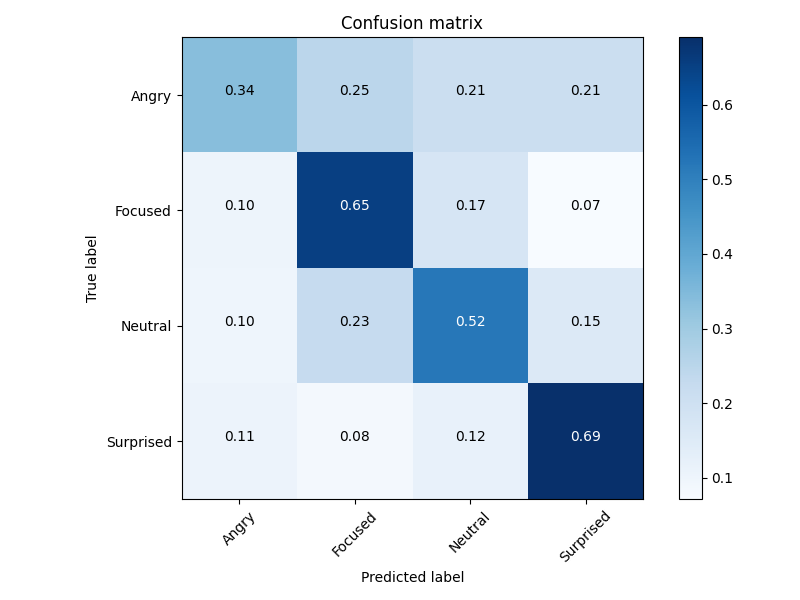 Confusion matrix
Angry 0.34 0.25 0.21 0.21 0.6
Focused 0.10 0.65 0.17 0.07 0.5
0.4
True label
Neutral 0.10 0.23 0.52 0.15 0.3
0.2
Surprised 0.11 0.08 0.12 0.69 0.1
Angry Focused Neutral Surprised
Predicted label